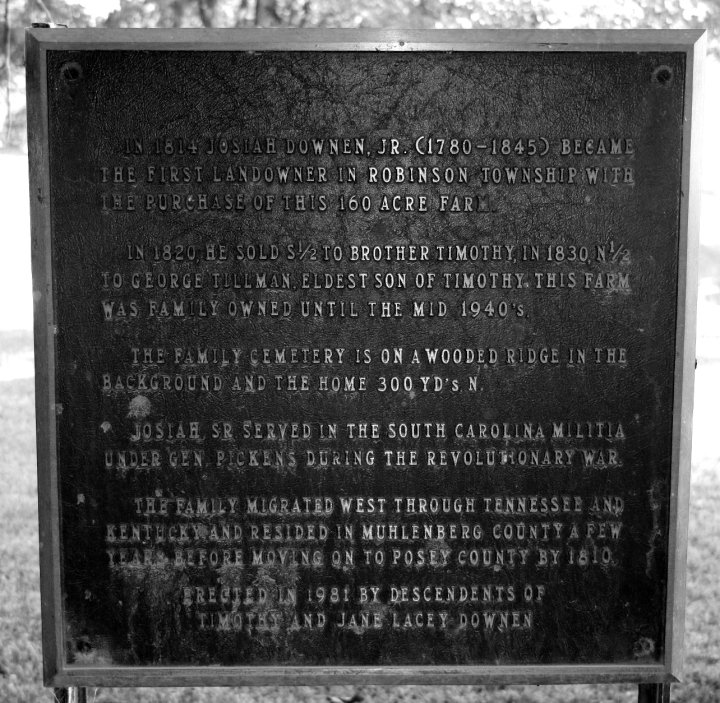 IN 1814 JOSIAH DOWNEN, JR. (1780-1845) BECAME
THE FIRST LANDOWNER IN ROBINSON TOWNSHIP WITH
THE PURCHASE OF THIS 160 ACRE FARM.
IN 1820, HE SOLD S½ TO BROTHER TIMOTHY, IN 1830, N½
TO GEORGE TILLMAN, ELDEST SON OF TIMOTHY. THIS FARM
WAS FAMILY OWNED UNTIL THE MID 1940's.
THE FAMILY CEMETERY IS ON A WOODED RIDGE IN THE
BACKGROUND AND THE HOME 300 YD's N.
JOSIAH, SR. SERVED IN THE SOUTH CAROLINA MILITIA
UNDER GEN. PICKENS DURING THE REVOLUTIONARY WAR.
THE FAMILY MIGRATED WEST THROUGH TENNESSEE AND
KENTUCKY AND RESIDED IN MUHLENBERG COUNTY A FEW
YEARS BEFORE MOVING ON TO POSEY COUNTY BY 1810.
ERECTED IN 1981 BY DESCENDENTS OF
TIMOTHY AND JANE LACEY DOWNEN